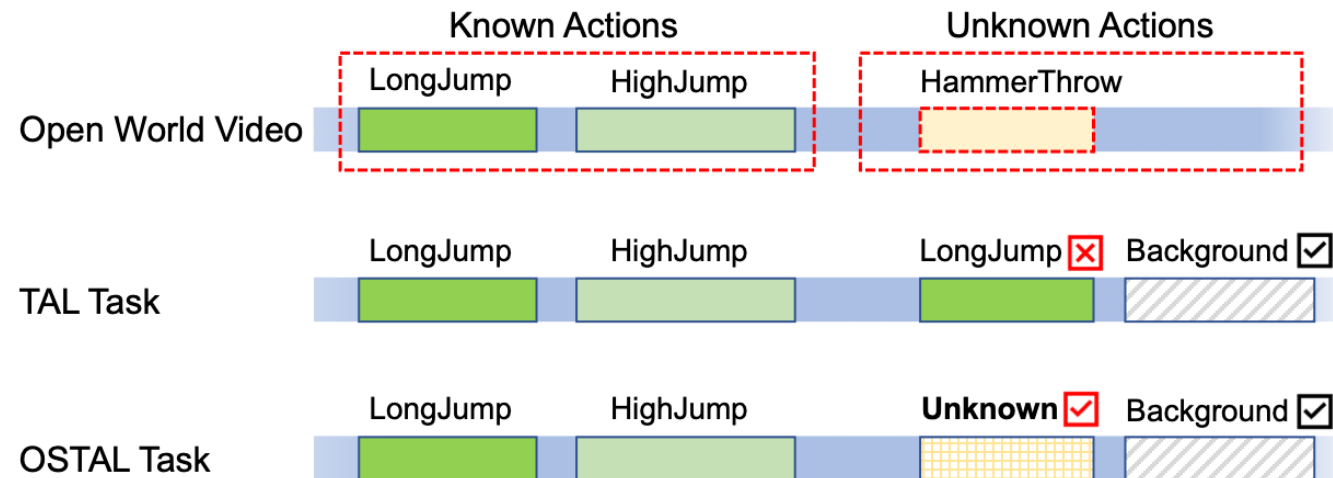 Known Actions Unknown Actions
LongJump HighJump HammerThrow
Open World Video
LongJump HighJump LongJump Background
TAL Task
LongJump HighJump Unknown Background
OSTAL Task